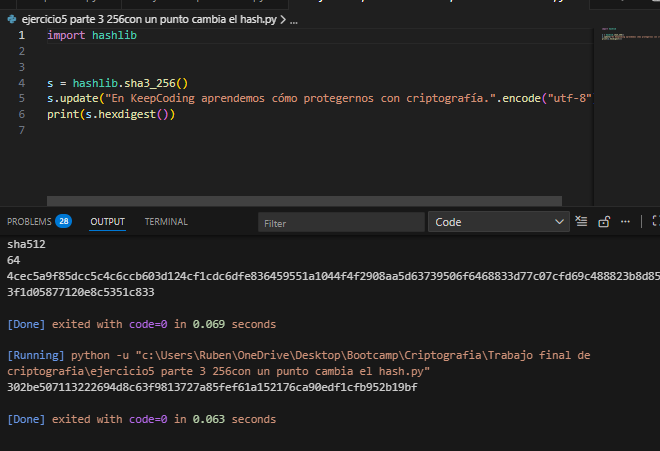 ejercicio5 parte 3 256con un punto cambia el hash.py > ...
1 import hashlib
2
3
4 s = hashlib.sha3_256()
5 s.update("En KeepCoding aprendemos cómo protegernos con criptografía.".encode("utf-8"
6 print(s.hexdigest())
7
PROBLEMS 28 OUTPUT TERMINAL Filter Code
sha512
64
4cec5a9f85dcc5c4c6ccb603d124cf1cdc6dfe836459551a1044f4f2908aa5d63739506f6468833d77c07cfd69c488823b8d85
3f1d05877120e8c5351c833
[Done] exited with code=0 in 0.069 seconds
[Running] python -u "c:\Users\Ruben\OneDrive\Desktop\Bootcamp\Criptografia\Trabajo final de
criptografia\ejercicio5 parte 3 256con un punto cambia el hash.py"
302be507113222694d8c63f9813727a85fef61a152176ca90edf1cfb952b19bf
[Done] exited with code=0 in 0.063 seconds